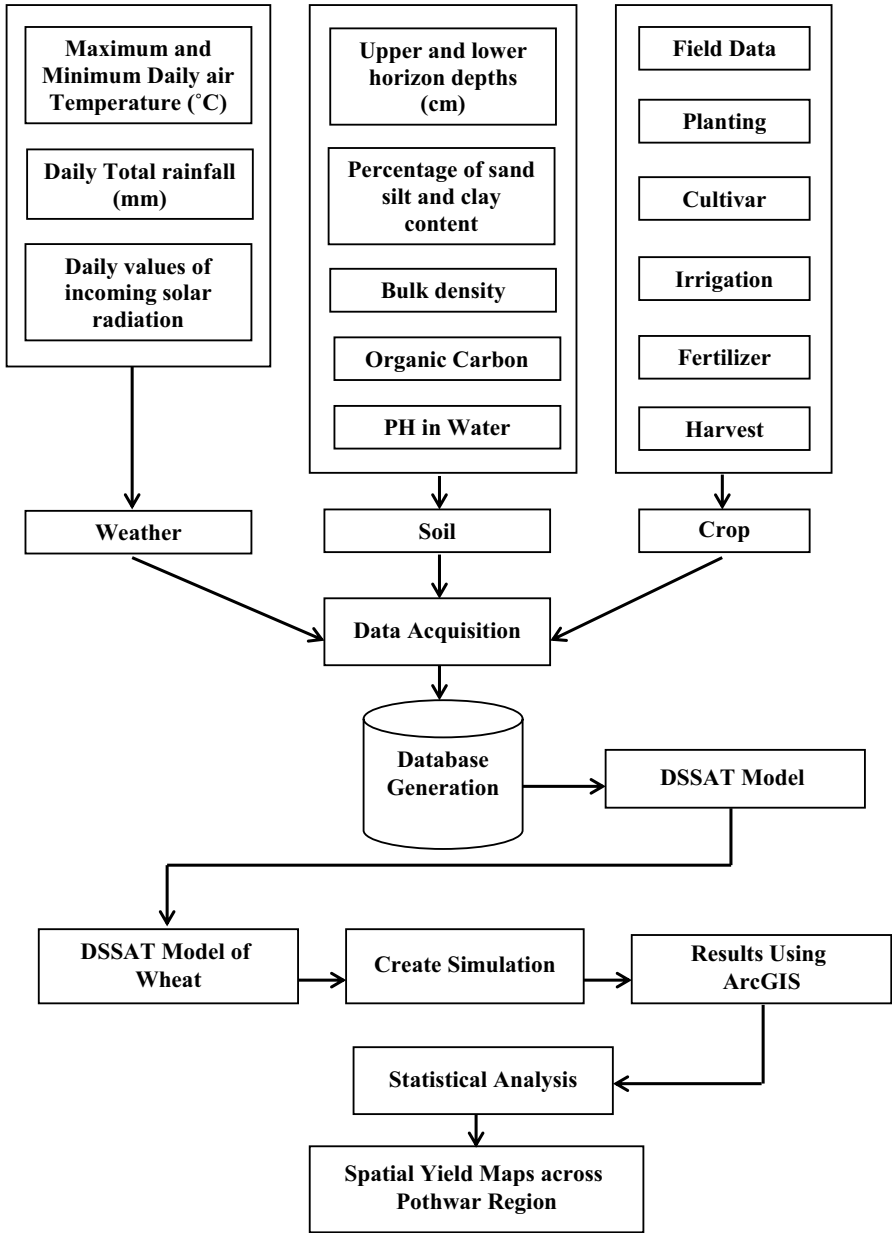 Maximum and
Minimum Daily air
Temperature (˚C)
Daily Total rainfall
(mm)
Daily values of
incoming solar
radiation
Upper and lower
horizon depths
(cm)
Percentage of sand
silt and clay
content
Bulk density
Organic Carbon
PH in Water
Field Data
Planting
Cultivar
Irrigation
Fertilizer
Harvest
Weather
Soil
Crop
Data Acquisition
Database
Generation
DSSAT Model
DSSAT Model of
Wheat
Create Simulation
Results Using
ArcGIS
Statistical Analysis
Spatial Yield Maps across
Pothwar Region